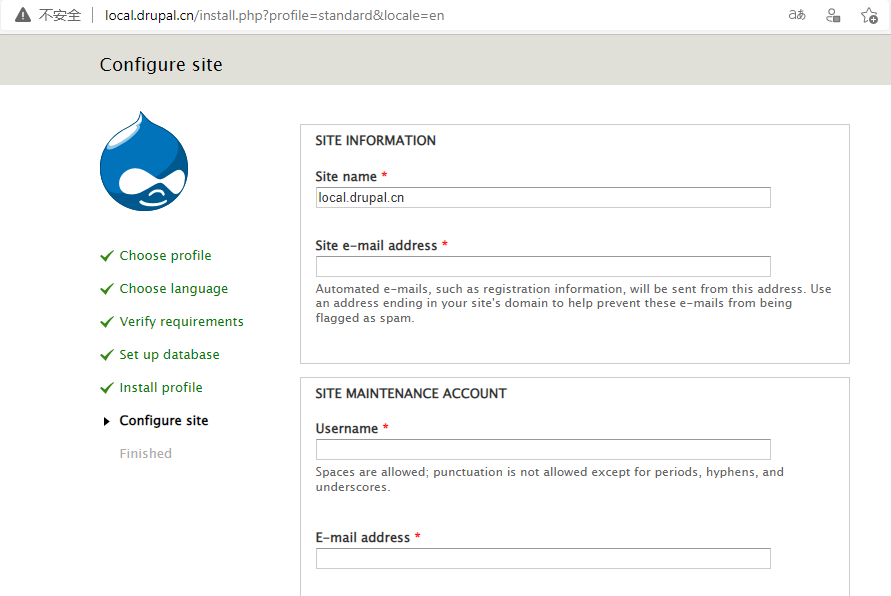 不安全 local.drupal.cn/install.php?profile=standard&locale=en aあ
Configure site
Choose profile
Choose language
Verify requirements
Set up database
Install profile
Configure site
Finished
SITE INFORMATION
Site name *
local.drupal.cn
Site e-mail address *
Automated e-mails, such as registration information, will be sent from this address. Use
an address ending in your site's domain to help prevent these e-mails from being
flagged as spam.
SITE MAINTENANCE ACCOUNT
Username *
Spaces are allowed; punctuation is not allowed except for periods, hyphens, and
underscores.
E-mail address *